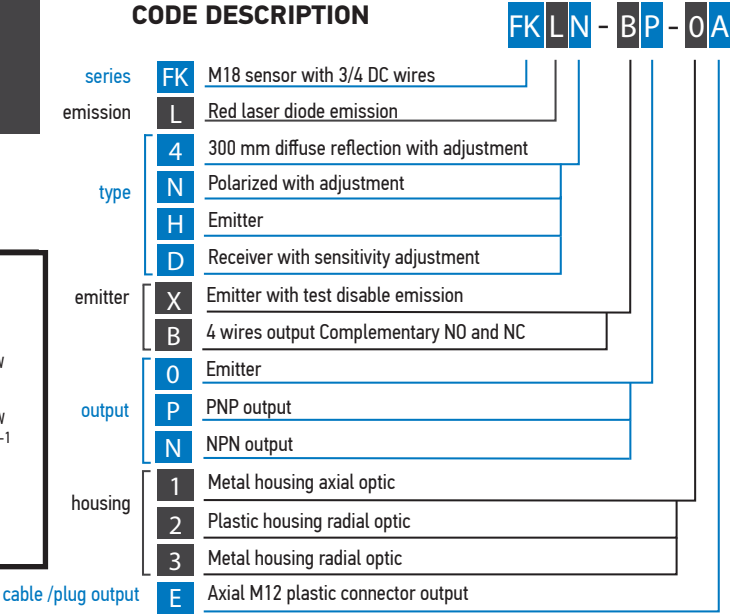 CODE DESCRIPTION
FKLN - BP - 0A
series FK M18 sensor with 3/4 DC wires
emission L Red laser diode emission
type
4 300 mm diffuse reflection with adjustment
N Polarized with adjustment
H Emitter
D Receiver with sensitivity adjustment
emitter
X Emitter with test disable emission
B 4 wires output Complementary NO and NC
output
0 Emitter
P PNP output
N NPN output
housing
1 Metal housing axial optic
2 Plastic housing radial optic
3 Metal housing radial optic
cable /plug output E Axial M12 plastic connector output
-1